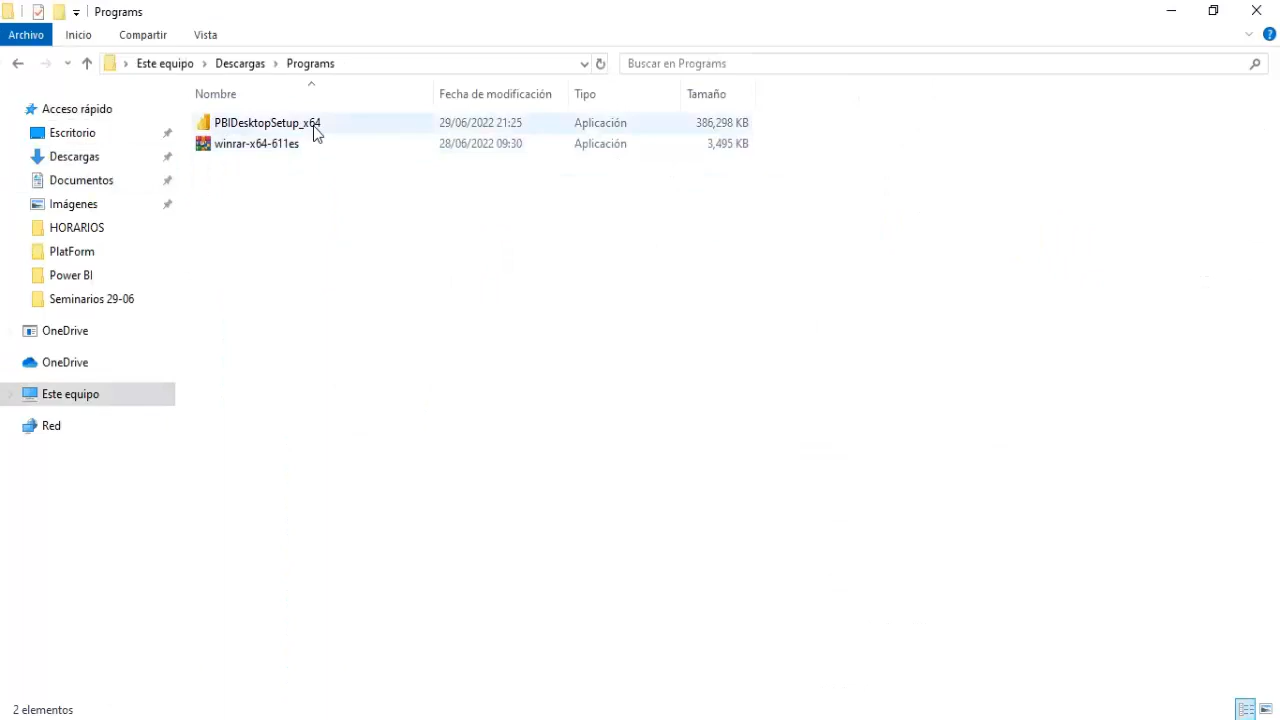 Programs
Archivo Inicio Compartir Vista
Este equipo Descargas Programs Buscar en Programs
Nombre Fecha de modificación Tipo Tamaño
PBIDesktopSetup_x64 29/06/2022 21:25 Aplicación 386,298 KB
winrar-x64-611es 28/06/2022 09:30 Aplicación 3,495 KB
Acceso rápido
Escritorio
Descargas
Documentos
Imágenes
HORARIOS
PlatForm
Power BI
Seminarios 29-06
OneDrive
OneDrive
Este equipo
Red
2 elementos